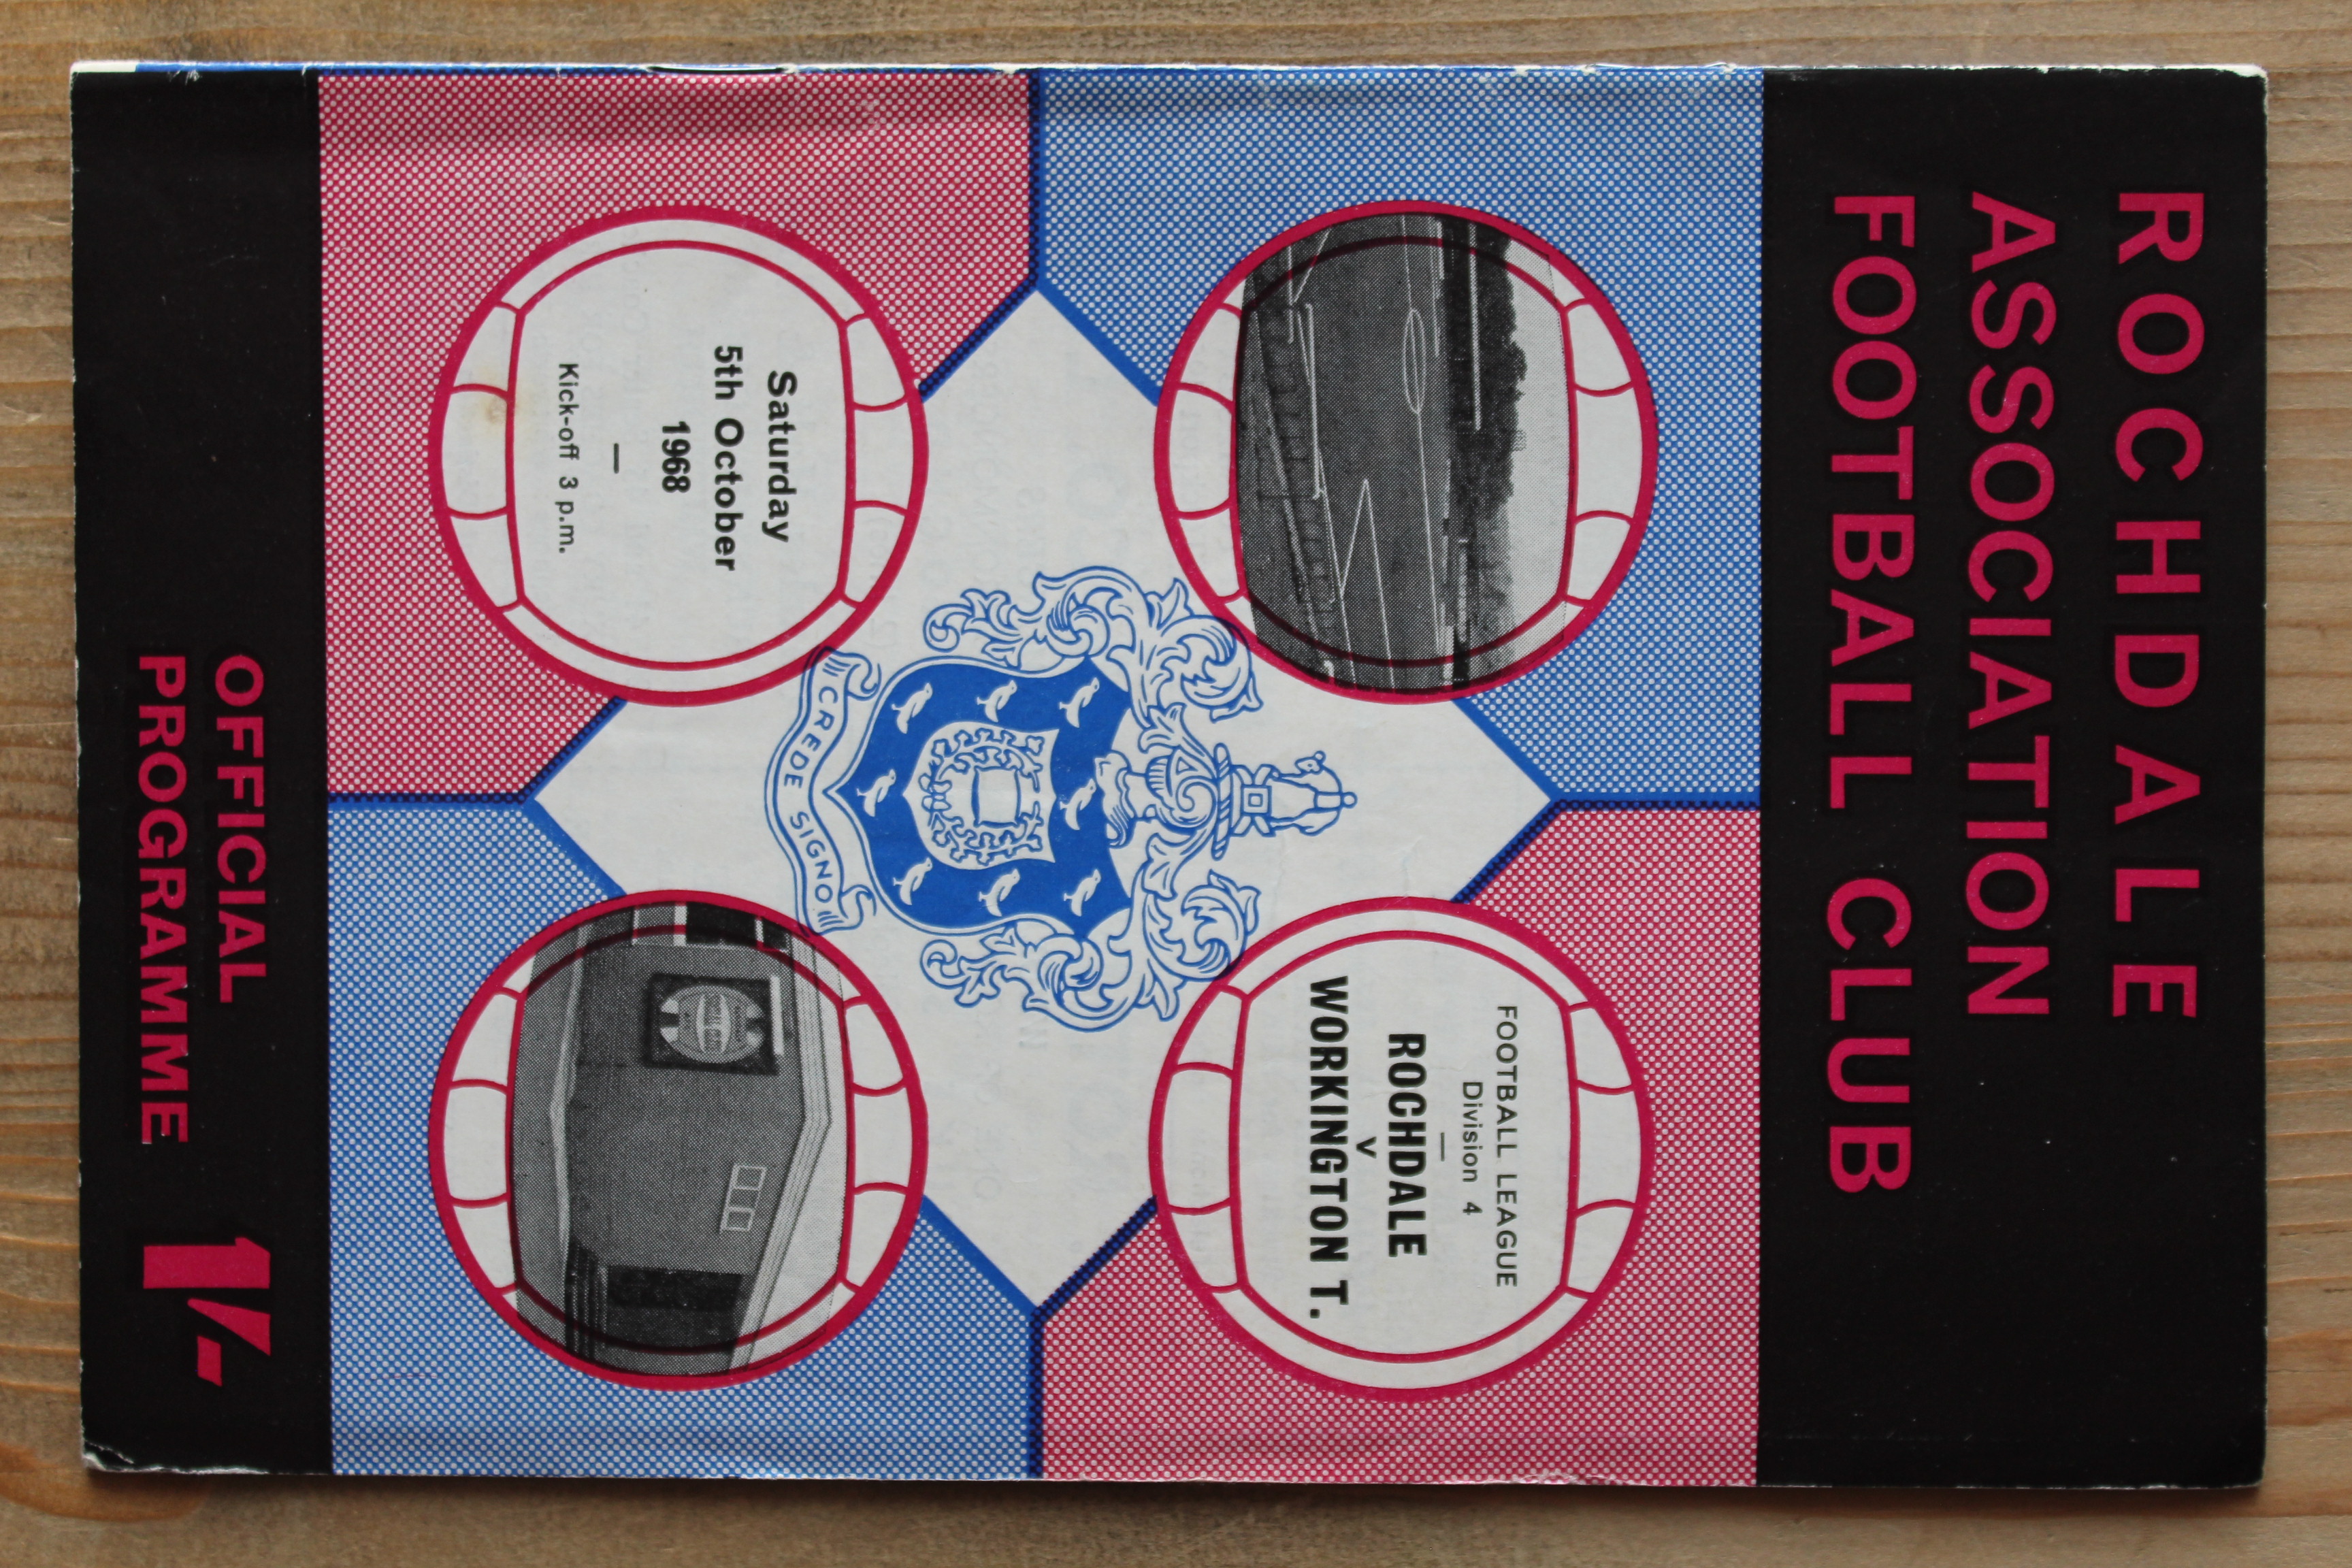 ROCHDALE
ASSOCIATION
FOOTBALL CLUB
FOOTBALL LEAGUE
Division 4
—
ROCHDALE
v
WORKINGTON T.
CREDE SIGNO
Saturday
5th October
1968
—
Kick-off 3 p.m.
OFFICIAL
PROGRAMME
1/-